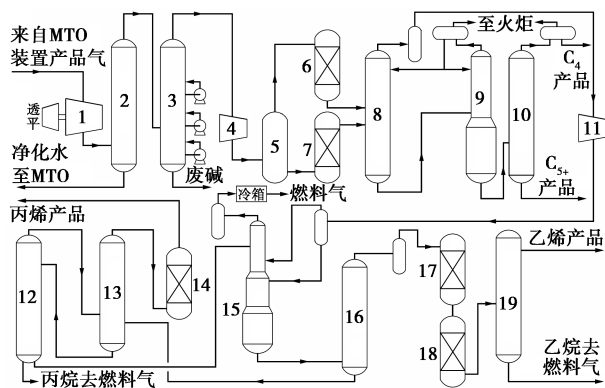 来自MTO
装置产品气
透平
1
2
3
4
5
6
7
8
9
10
11
至火炬
C4
产品
C5+
产品
净化水
至MTO
废碱
冷箱
燃料气
丙烯产品
12
13
14
15
16
17
18
19
乙烯产品
丙烷去燃料气
乙烷去
燃料气